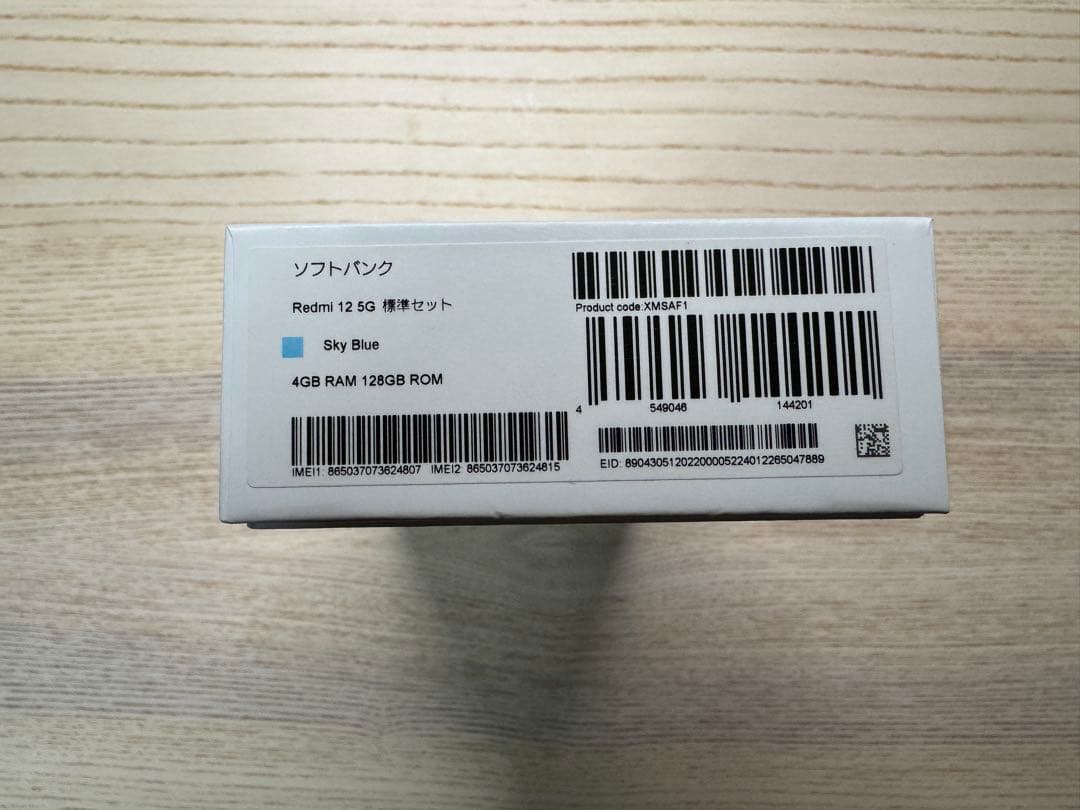 ソフトバンク
Redmi 12 5G 標準セット
Sky Blue
4GB RAM 128GB ROM
IMEI1: 865037073624807 IMEI2: 865037073624815
Product code:XMSAF1
4 549046 144201
EID: 89043051202200005224012265047889